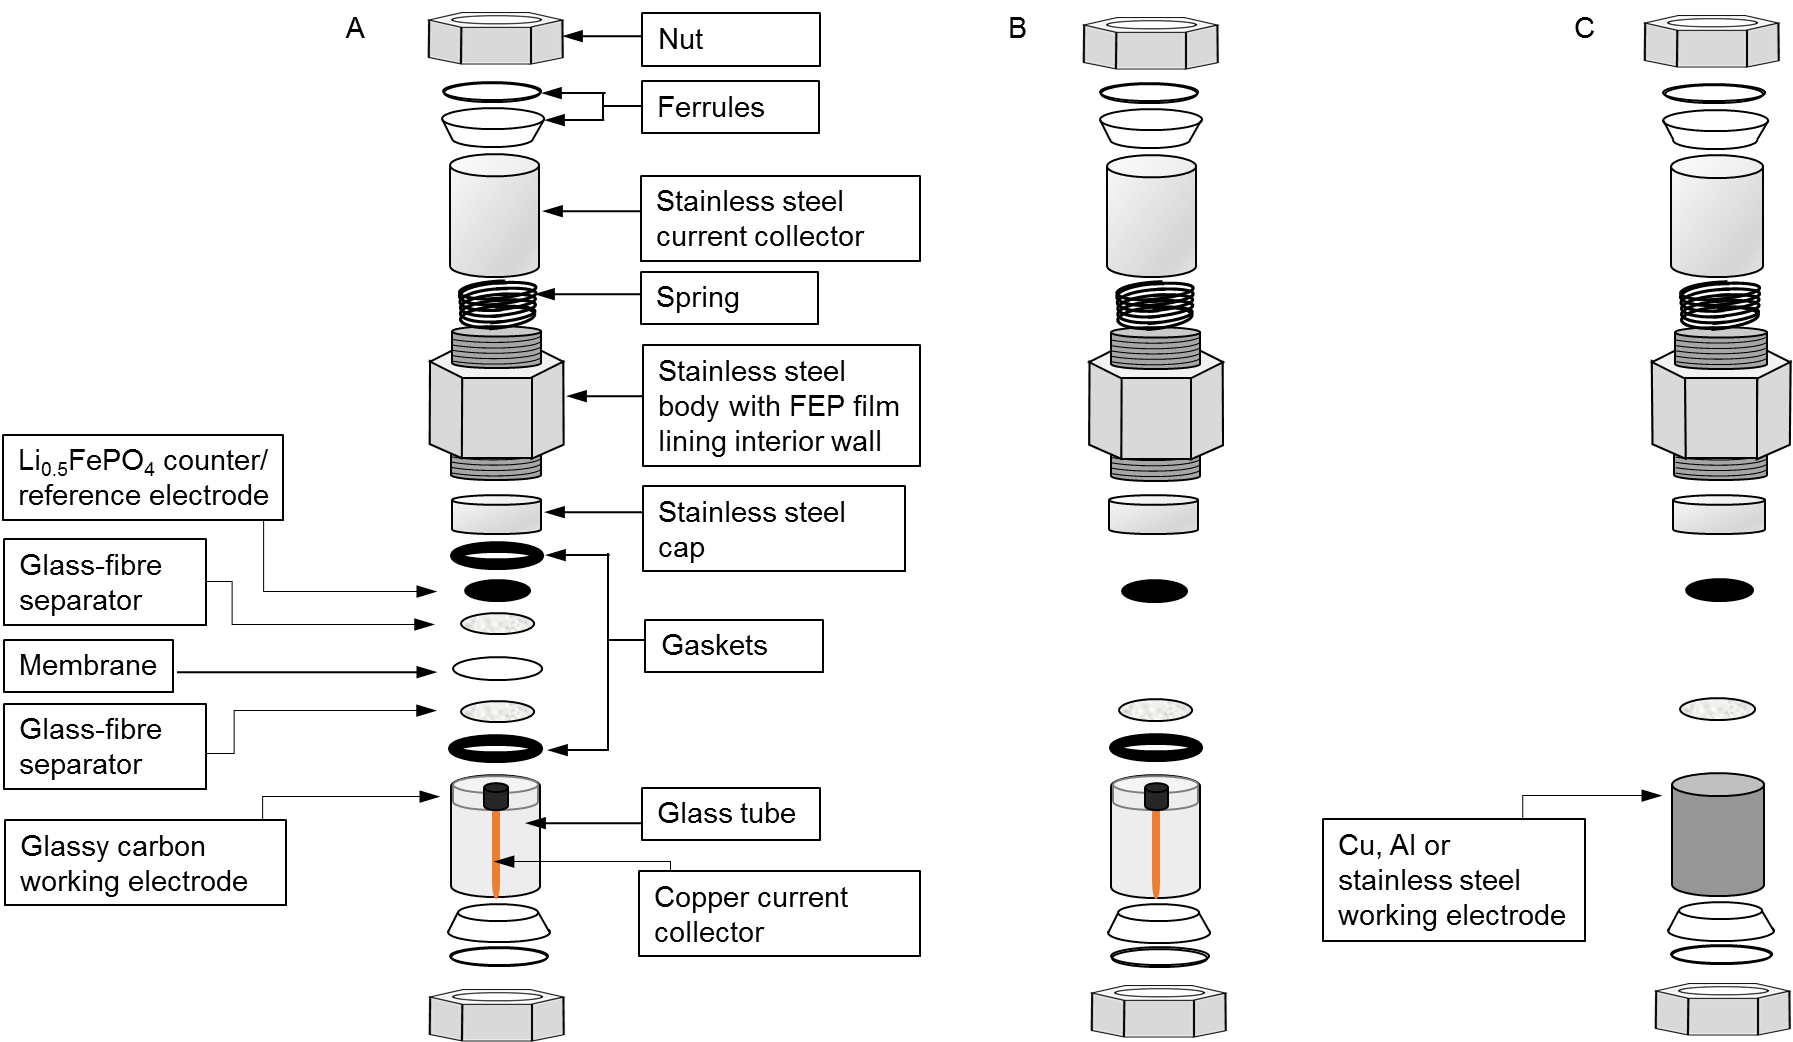 A
Nut
Ferrules
Stainless steel
current collector
Spring
Stainless steel
body with FEP film
lining interior wall
Stainless steel
cap
Gaskets
Glass tube
Copper current
collector
Li₀.₅FePO₄ counter/
reference electrode
Glass-fibre
separator
Membrane
Glass-fibre
separator
Glassy carbon
working electrode
B
C
Cu, Al or
stainless steel
working electrode